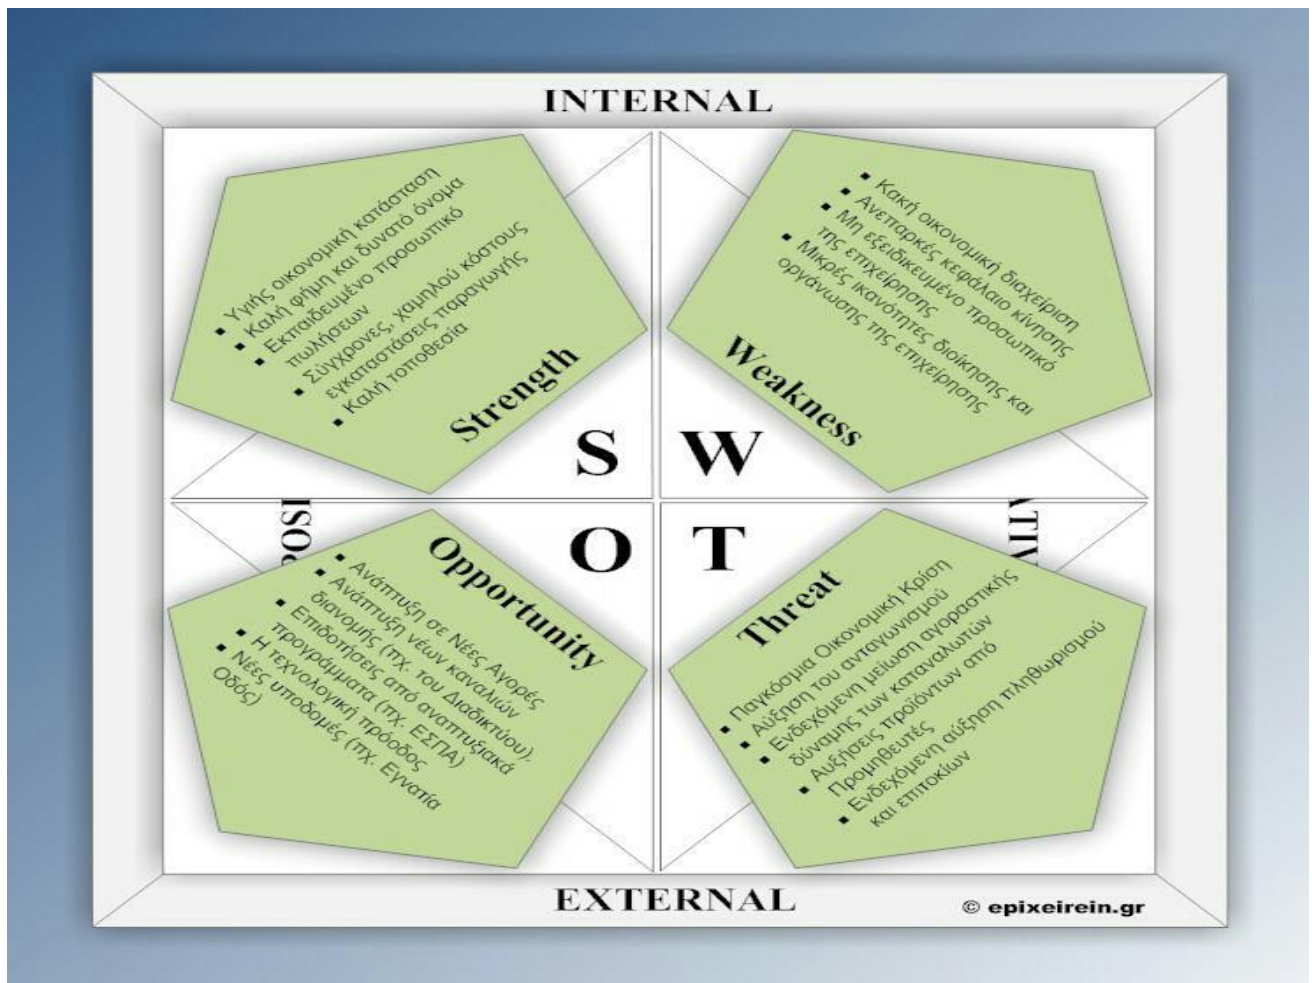 INTERNAL
Υγιής οικονομική κατάσταση
Καλή φήμη και δυνατό όνομα
Εκπαιδευμένο προσωπικό
πωλήσεων
Σύγχρονες, χαμηλού κόστους
εγκαταστάσεις παραγωγής
Καλή τοποθεσία
Strength
S
Κακή οικονομική διαχείριση
Ανεπαρκές κεφάλαιο κίνησης
Μη εξειδικευμένο προσωπικό
της επιχείρησης
Μικρές ικανότητες διοίκησης και
οργάνωσης της επιχείρησης
Weakness
W
OSI
ATIV
O
Opportunity
Ανάπτυξη σε Νέες Αγορές
Ανάπτυξη νέων καναλιών
διανομής (πχ. του Διαδικτύου).
Επιδοτήσεις από αναπτυξιακά
προγράμματα (πχ. ΕΣΠΑ)
Η τεχνολογική πρόοδος
Νέες υποδομές (πχ. Εγνατία
Οδός)
T
Threat
Παγκόσμια Οικονομική Κρίση
Αύξηση του ανταγωνισμού
Ενδεχόμενη μείωση αγοραστικής
δύναμης των καταναλωτών
Αυξήσεις προϊόντων από
Προμηθευτές
Ενδεχόμενη αύξηση πληθωρισμού
και επιτοκίων
EXTERNAL
© epixeirein.gr